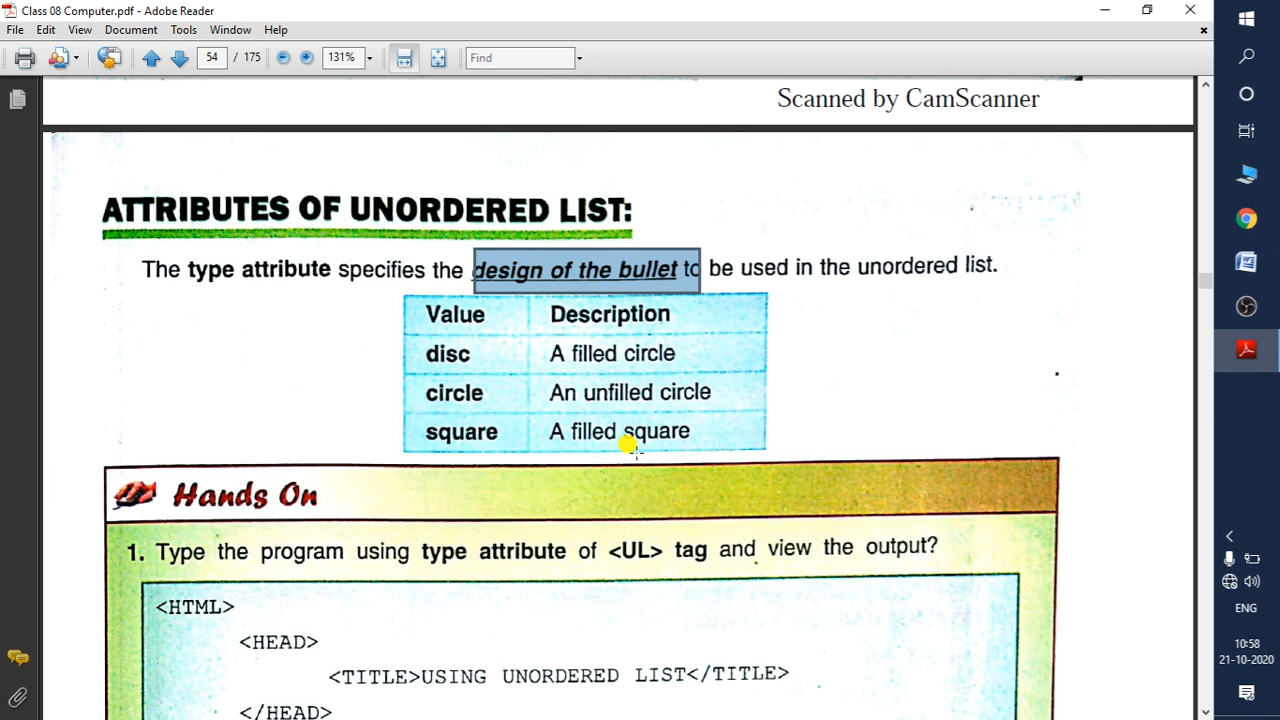 Class 08 Computer.pdf - Adobe Reader
File Edit View Document Tools Window Help
54 / 175 131% Find
Scanned by CamScanner
ATTRIBUTES OF UNORDERED LIST:
The type attribute specifies the design of the bullet to be used in the unordered list.
Value Description
disc A filled circle
circle An unfilled circle
square A filled square
Hands On
1. Type the program using type attribute of <UL> tag and view the output?
<HTML>
<HEAD>
<TITLE>USING UNORDERED LIST</TITLE>
</HEAD>
ENG
10:58
21-10-2020